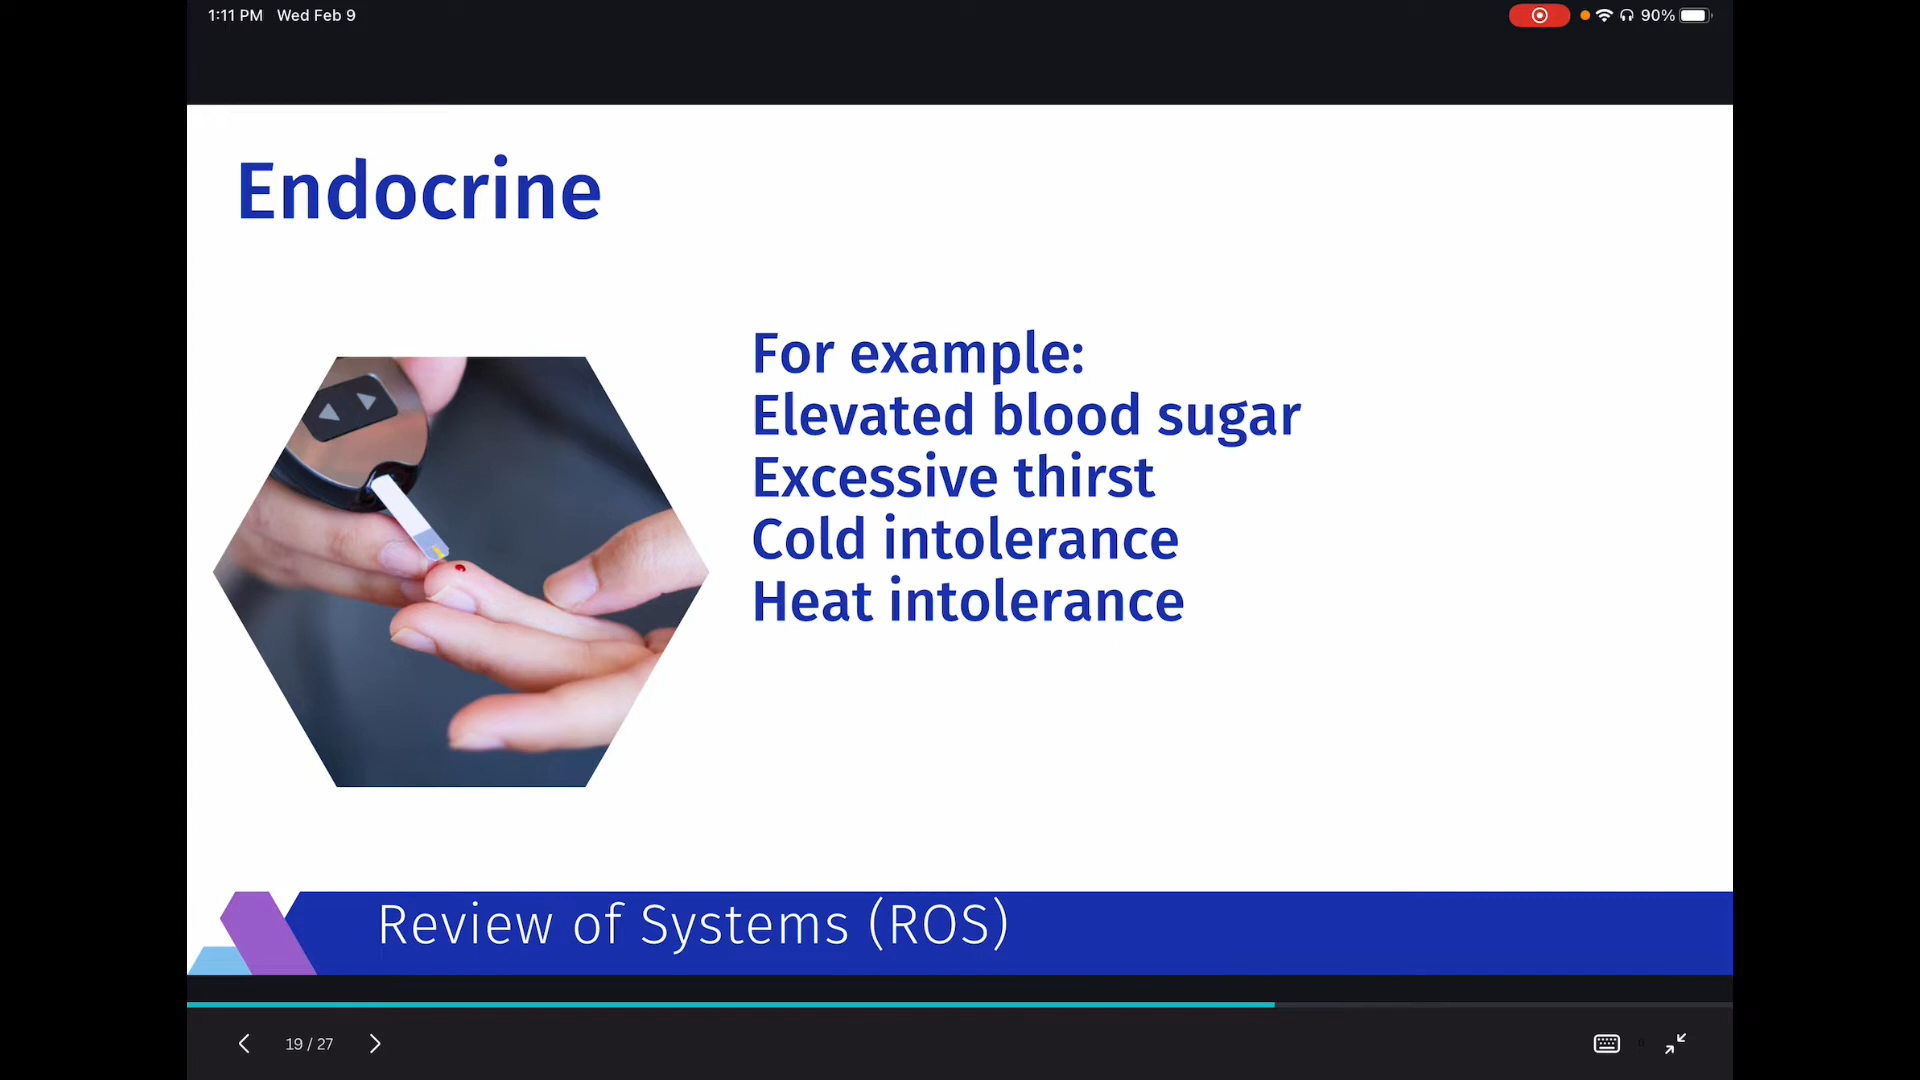 1:11 PM Wed Feb 9
90%
Endocrine
For example:
Elevated blood sugar
Excessive thirst
Cold intolerance
Heat intolerance
Review of Systems (ROS)
19 / 27
0